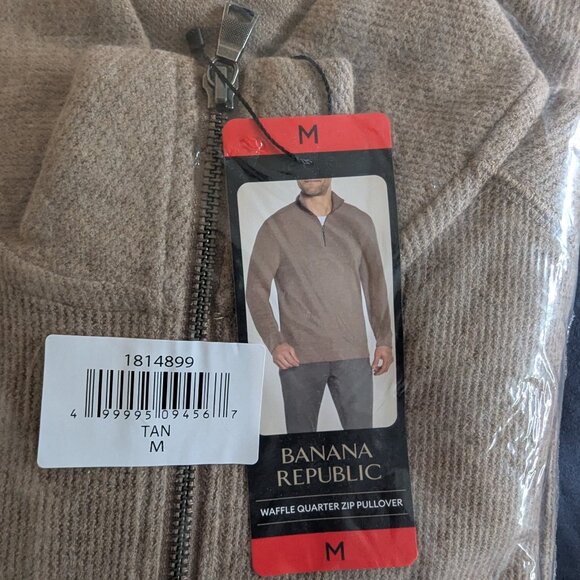 M
1814899
4 99995 09456 7
TAN
M
BANANA
REPUBLIC
WAFFLE QUARTER ZIP PULLOVER
M